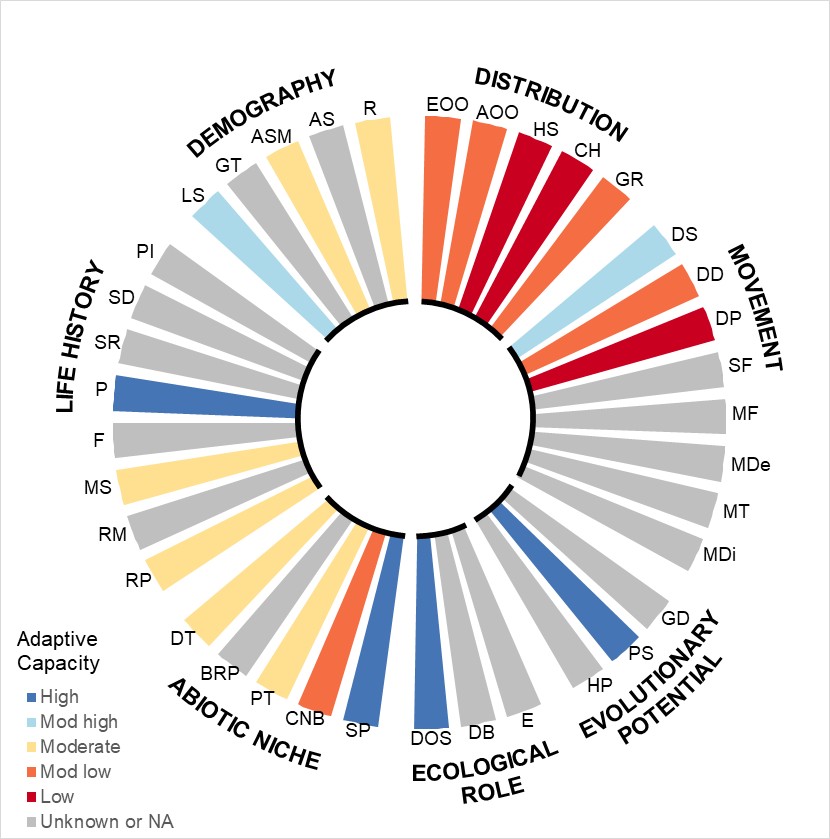 DISTRIBUTION
EOO
AOO
HS
CH
GR
MOVEMENT
DS
DD
DP
SF
MF
MDe
MT
MDi
EVOLUTIONARY
POTENTIAL
GD
PS
HP
ECOLOGICAL
ROLE
E
DB
DOS
ABIOTIC NICHE
SP
CNB
PT
BRP
DT
LIFE HISTORY
RP
RM
MS
F
P
SR
SD
PI
DEMOGRAPHY
LS
GT
ASM
AS
R
Adaptive
Capacity
High
Mod high
Moderate
Mod low
Low
Unknown or NA